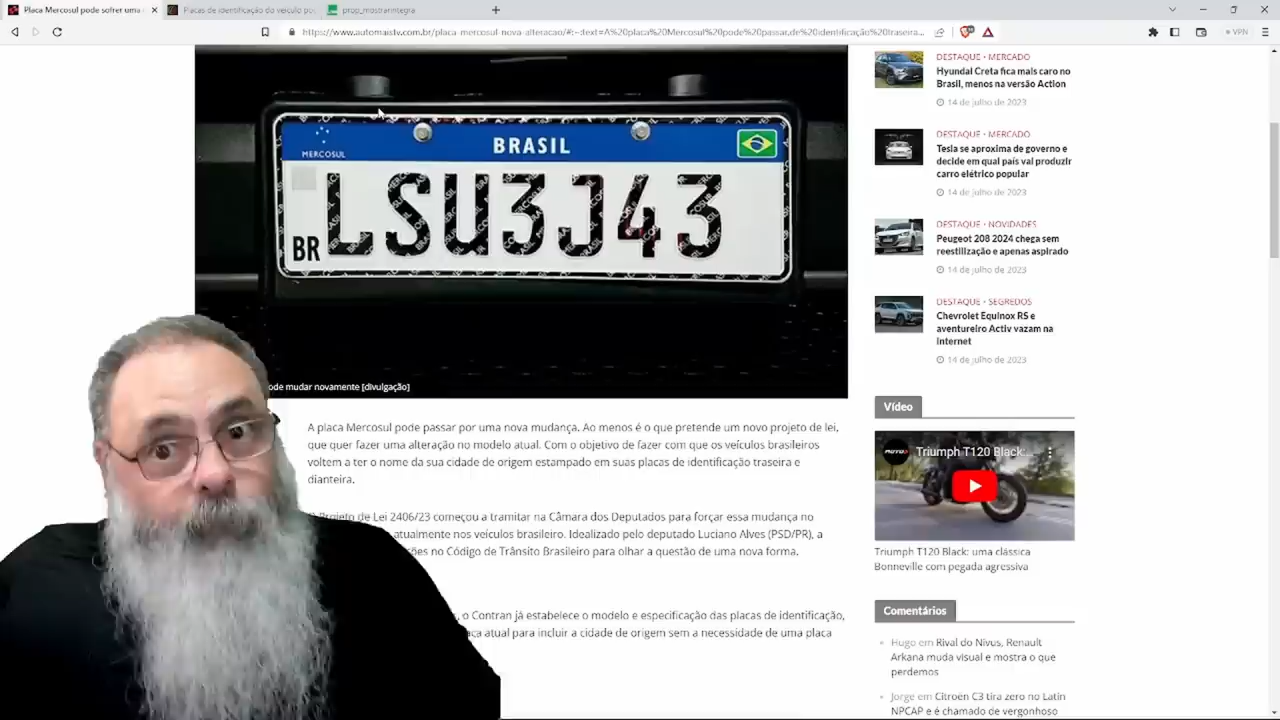 Placa Mercosul pode sofrer uma
Placas de identificação do veículo po
prop_mostrarintegra
https://www.automaistv.com.br/placa-mercosul-nova-alteracao/#:~:text=A%20placa%20Mercosul%20pode%20passar,de%20identificação%20traseira...
VPN
MERCOSUL
BRASIL
BR
LSU3J43
ode mudar novamente [divulgação]
A placa Mercosul pode passar por uma nova mudança. Ao menos é o que pretende um novo projeto de lei,
que quer fazer uma alteração no modelo atual. Com o objetivo de fazer com que os veículos brasileiros
voltem a ter o nome da sua cidade de origem estampado em suas placas de identificação traseira e
dianteira.
Projeto de Lei 2406/23 começou a tramitar na Câmara dos Deputados para forçar essa mudança no
atualmente nos veículos brasileiro. Idealizado pelo deputado Luciano Alves (PSD/PR), a
ções no Código de Trânsito Brasileiro para olhar a questão de uma nova forma.
, o Contran já estabelece o modelo e especificação das placas de identificação,
aca atual para incluir a cidade de origem sem a necessidade de uma placa
DESTAQUE • MERCADO
Hyundai Creta fica mais caro no
Brasil, menos na versão Action
14 de julho de 2023
DESTAQUE • MERCADO
Tesla se aproxima de governo e
decide em qual país vai produzir
carro elétrico popular
14 de julho de 2023
DESTAQUE • NOVIDADES
Peugeot 208 2024 chega sem
reestilização e apenas aspirado
14 de julho de 2023
DESTAQUE • SEGREDOS
Chevrolet Equinox RS e
aventureiro Activ vazam na
internet
14 de julho de 2023
Vídeo
Triumph T120 Black:...
Triumph T120 Black: uma clássica
Bonneville com pegada agressiva
Comentários
Hugo em Rival do Nivus, Renault
Arkana muda visual e mostra o que
perdemos
Jorge em Citroën C3 tira zero no Latin
NPCAP e é chamado de vergonhoso